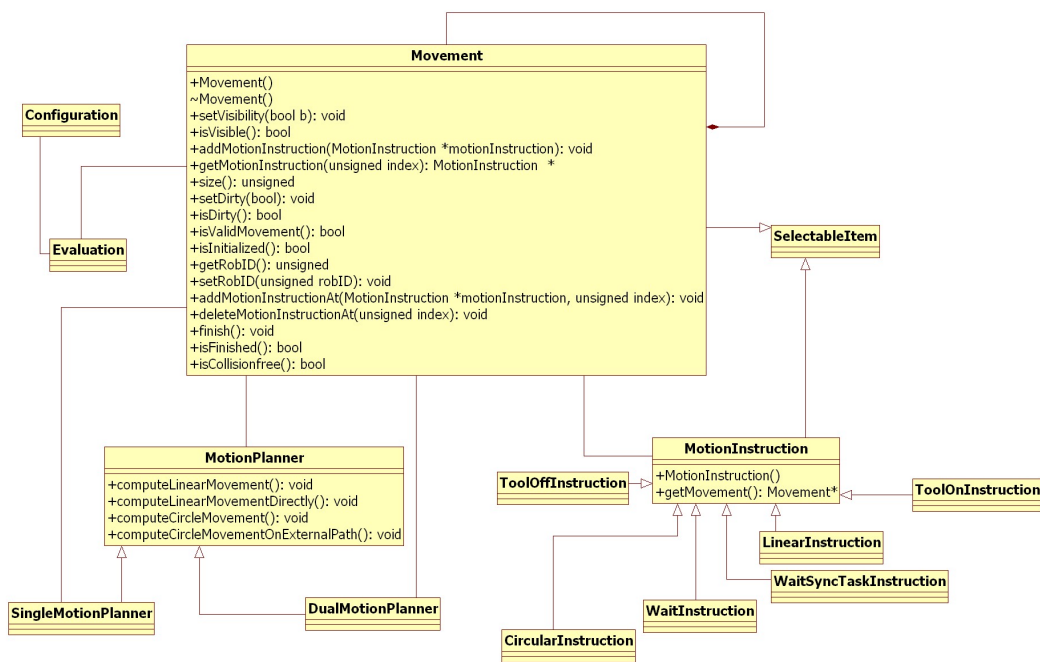 Movement
+Movement()
~Movement()
+setVisibility(bool b): void
+isVisible(): bool
+addMotionInstruction(MotionInstruction *motionInstruction): void
+getMotionInstruction(unsigned index): MotionInstruction *
+size(): unsigned
+setDirty(bool): void
+isDirty(): bool
+isValidMovement(): bool
+isInitialized(): bool
+getRobID(): unsigned
+setRobID(unsigned robID): void
+addMotionInstructionAt(MotionInstruction *motionInstruction, unsigned index): void
+deleteMotionInstructionAt(unsigned index): void
+finish(): void
+isFinished(): bool
+isCollisionfree(): bool
Configuration
Evaluation
SelectableItem
MotionPlanner
+computeLinearMovement(): void
+computeLinearMovementDirectly(): void
+computeCircleMovement(): void
+computeCircleMovementOnExternalPath(): void
MotionInstruction
+MotionInstruction()
+getMovement(): Movement*
ToolOffInstruction
ToolOnInstruction
LinearInstruction
WaitSyncTaskInstruction
WaitInstruction
CircularInstruction
SingleMotionPlanner
DualMotionPlanner